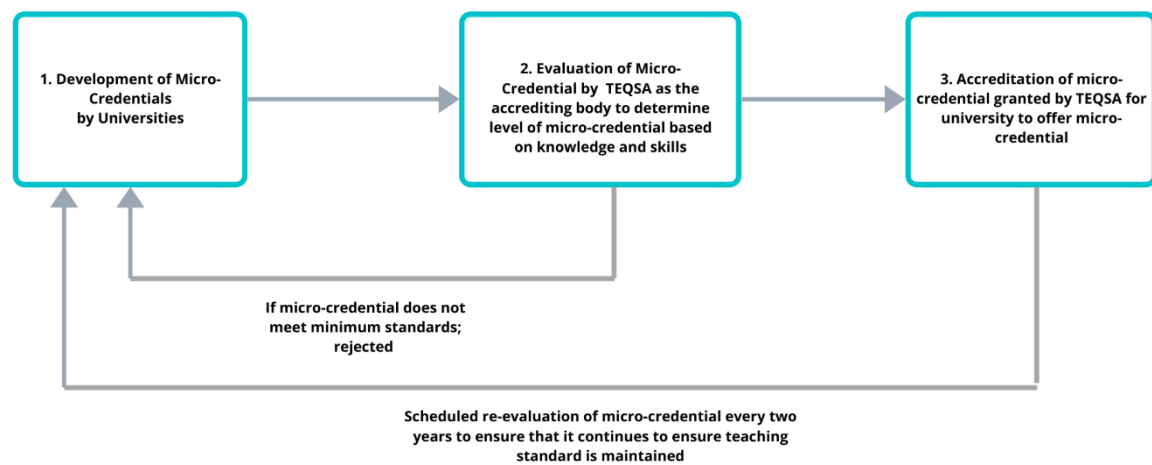 1. Development of Micro-
Credentials
by Universities
2. Evaluation of Micro-
Credential by TEQSA as the
accrediting body to determine
level of micro-credential based
on knowledge and skills
3. Accreditation of micro-
credential granted by TEQSA for
university to offer micro-
credential
If micro-credential does not
meet minimum standards;
rejected
Scheduled re-evaluation of micro-credential every two
years to ensure that it continues to ensure teaching
standard is maintained